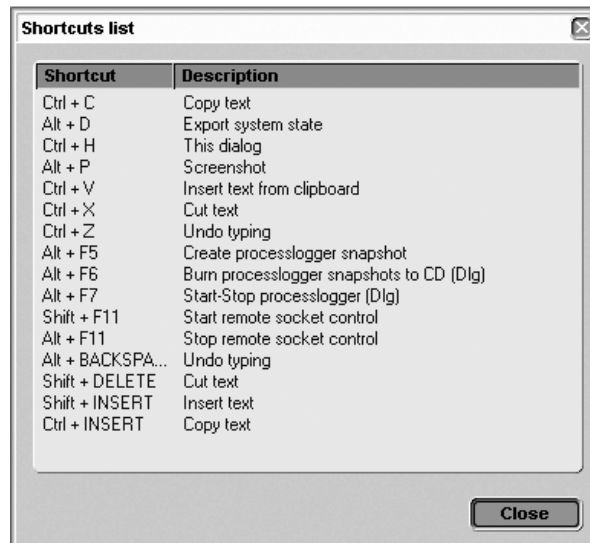 Shortcuts list
Shortcut Description
Ctrl + C Copy text
Alt + D Export system state
Ctrl + H This dialog
Alt + P Screenshot
Ctrl + V Insert text from clipboard
Ctrl + X Cut text
Ctrl + Z Undo typing
Alt + F5 Create processlogger snapshot
Alt + F6 Burn processlogger snapshots to CD (Dlg)
Alt + F7 Start-Stop processlogger (Dlg)
Shift + F11 Start remote socket control
Alt + F11 Stop remote socket control
Alt + BACKSPA... Undo typing
Shift + DELETE Cut text
Shift + INSERT Insert text
Ctrl + INSERT Copy text
Close